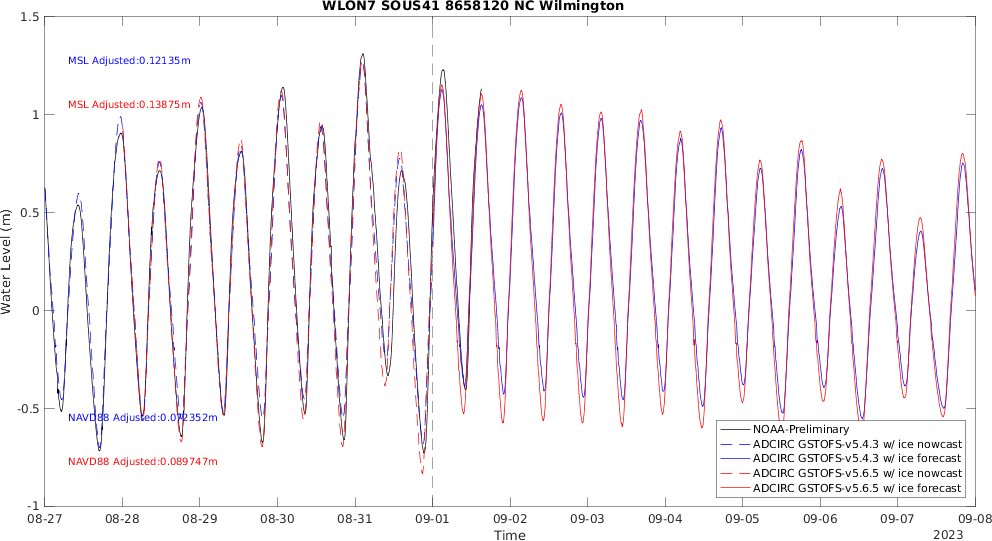 WLON7 SOUS41 8658120 NC Wilmington
1.5
MSL Adjusted:0.12135m
MSL Adjusted:0.13875m
1
0.5
Water Level (m)
0
-0.5
NAVD88 Adjusted:0.072352m
NAVD88 Adjusted:0.089747m
-1
NOAA-Preliminary
ADCIRC GSTOFS-v5.4.3 w/ ice nowcast
ADCIRC GSTOFS-v5.4.3 w/ ice forecast
ADCIRC GSTOFS-v5.6.5 w/ ice nowcast
ADCIRC GSTOFS-v5.6.5 w/ ice forecast
08-27 08-28 08-29 08-30 08-31 09-01 09-02 09-03 09-04 09-05 09-06 09-07 09-08
Time
2023